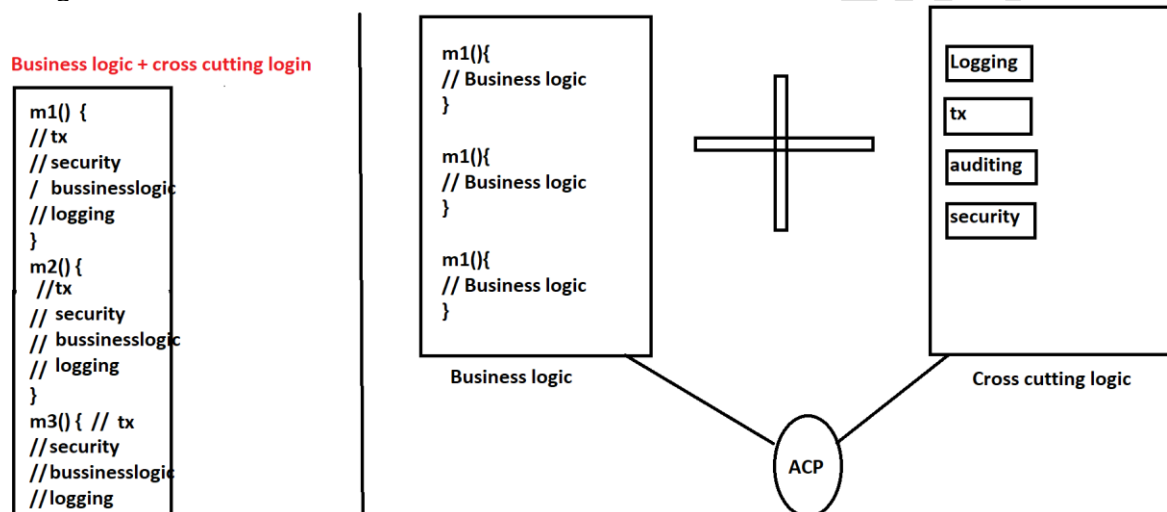 Business logic + cross cutting login
m1() {
// tx
// security
/ bussinesslogic
// logging
}
m2() {
//tx
// security
// bussinesslogic
// logging
}
m3() { // tx
//security
//bussinesslogic
//logging
m1(){
// Business logic
}
m1(){
// Business logic
}
m1(){
// Business logic
}
Business logic
Logging
tx
auditing
security
Cross cutting logic
ACP